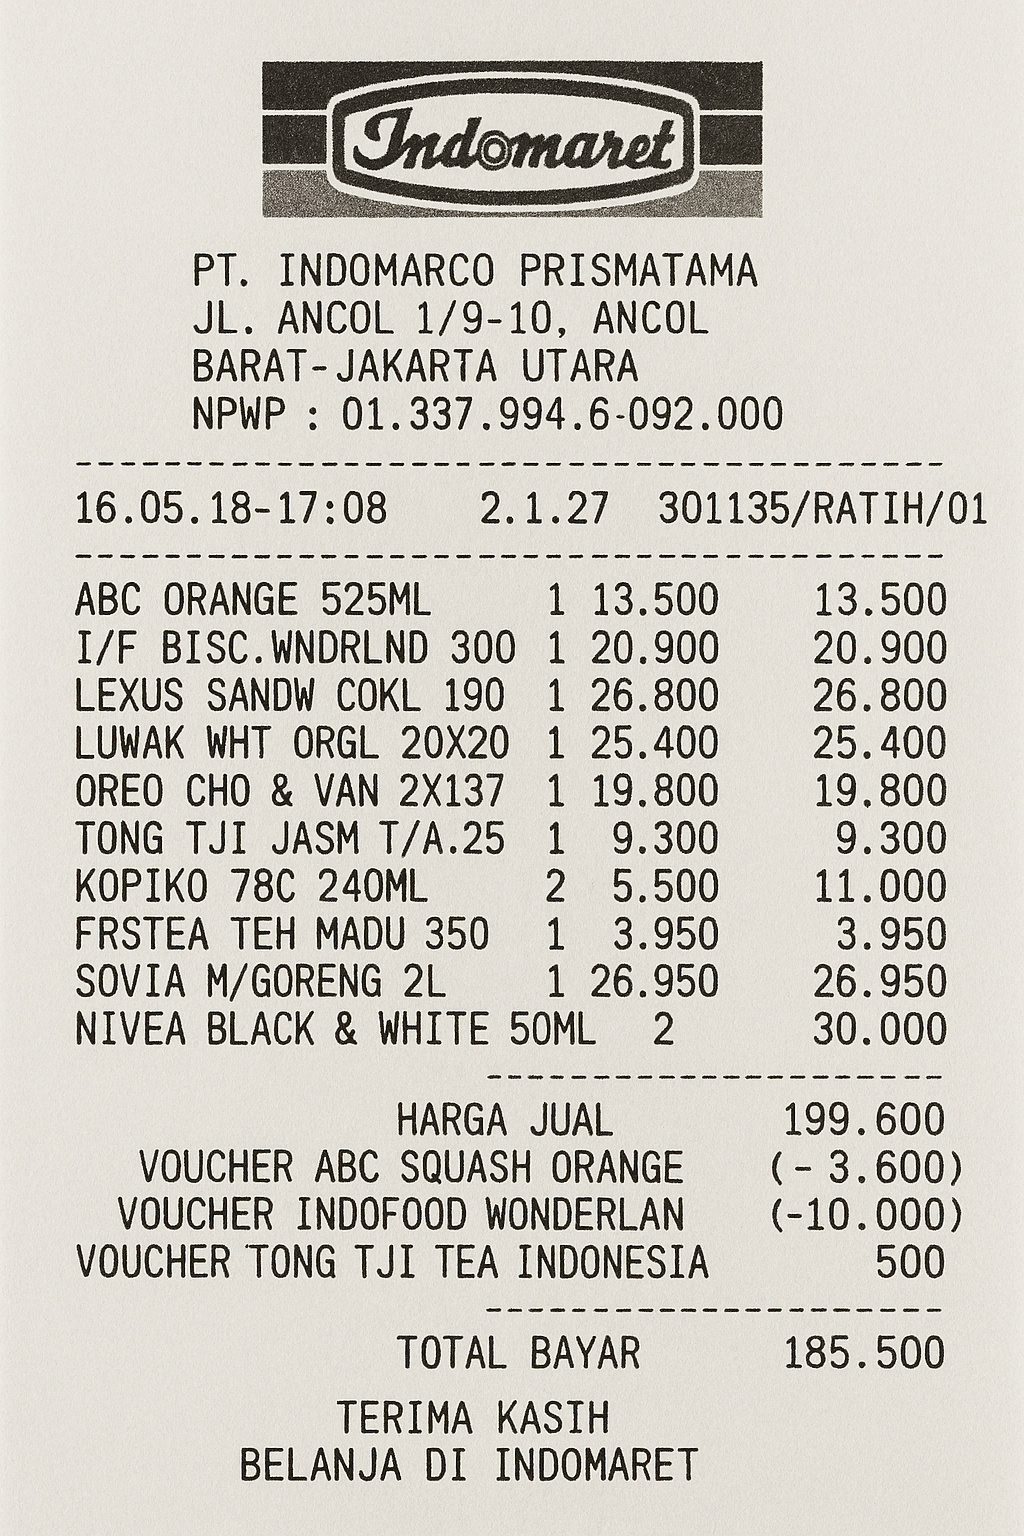 Indomaret
PT. INDOMARCO PRISMATAMA
JL. ANCOL 1/9-10, ANCOL
BARAT-JAKARTA UTARA
NPWP : 01.337.994.6-092.000
16.05.18-17:08 2.1.27 301135/RATIH/01
ABC ORANGE 525ML 1 13.500 13.500
I/F BISC.WNDRLND 300 1 20.900 20.900
LEXUS SANDW COKL 190 1 26.800 26.800
LUWAK WHT ORGL 20X20 1 25.400 25.400
OREO CHO & VAN 2X137 1 19.800 19.800
TONG TJI JASM T/A.25 1 9.300 9.300
KOPIKO 78C 240ML 2 5.500 11.000
FRSTEA TEH MADU 350 1 3.950 3.950
SOVIA M/GORENG 2L 1 26.950 26.950
NIVEA BLACK & WHITE 50ML 2 30.000
HARGA JUAL 199.600
VOUCHER ABC SQUASH ORANGE (- 3.600)
VOUCHER INDOFOOD WONDERLAN (-10.000)
VOUCHER TONG TJI TEA INDONESIA 500
TOTAL BAYAR 185.500
TERIMA KASIH
BELANJA DI INDOMARET